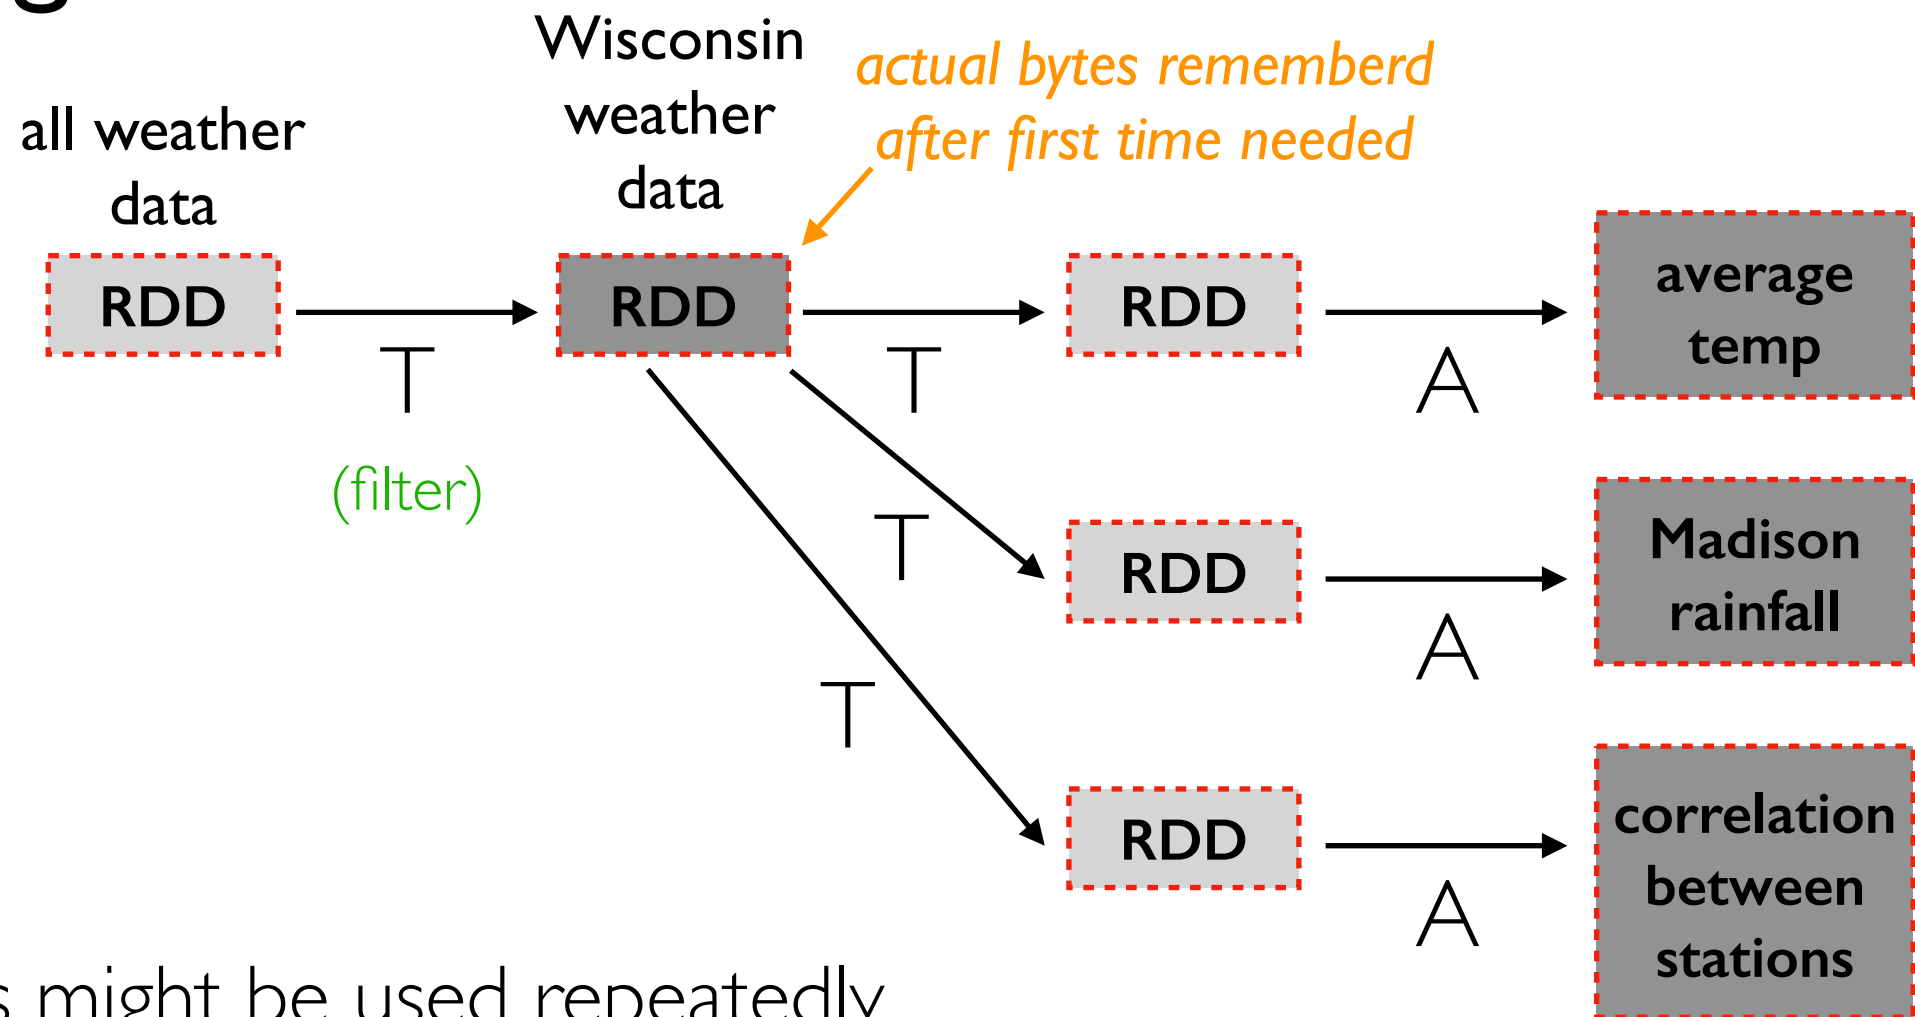 Wisconsin
weather
data
actual bytes rememberd
after first time needed
all weather
data
RDD
T
(filter)
RDD
T
RDD
A
average
temp
T
RDD
A
Madison
rainfall
T
RDD
A
correlation
between
stations
might be used repeatedly